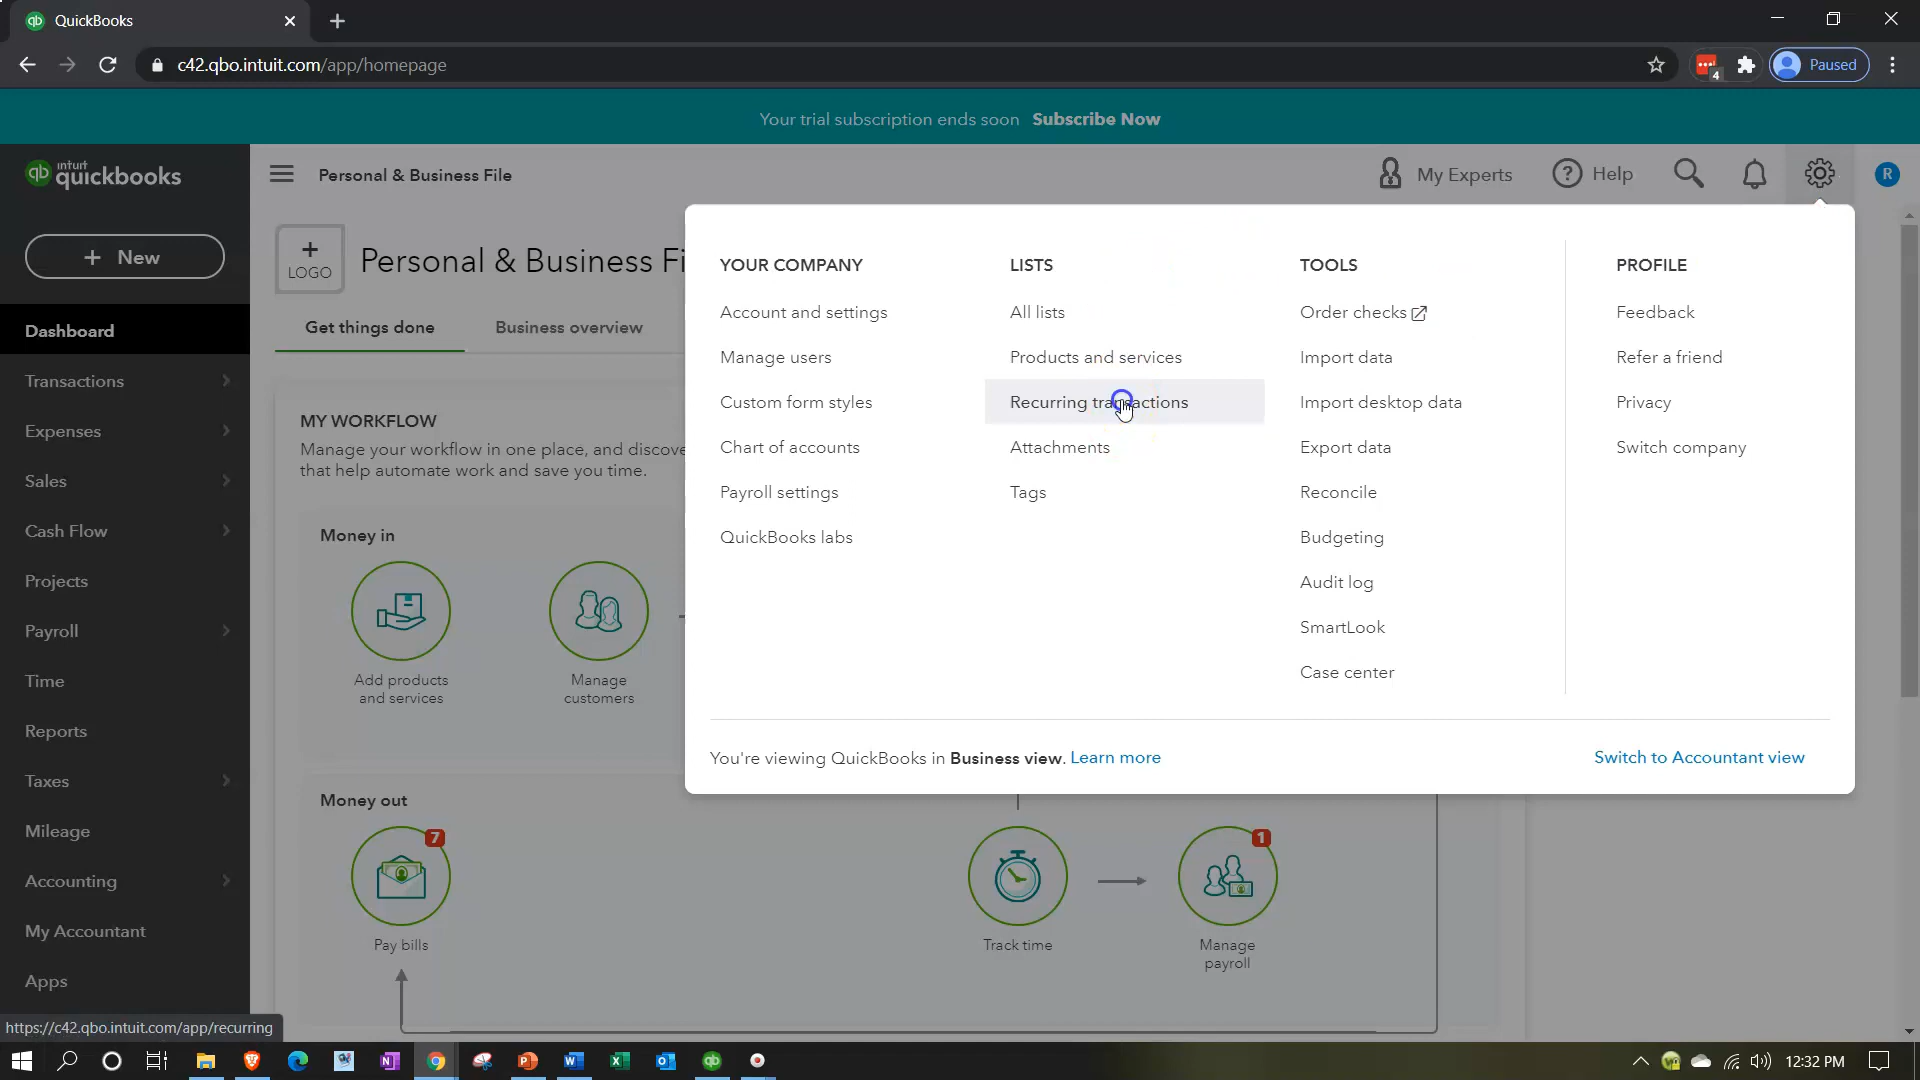 QuickBooks
c42.qbo.intuit.com/app/homepage
4
Paused
Your trial subscription ends soon Subscribe Now
qb intuit quickbooks
Personal & Business File
My Experts
Help
R
+ New
+
LOGO
Personal & Business Fi
Get things done
Business overview
Dashboard
Transactions
Expenses
Sales
Cash Flow
Projects
Payroll
Time
Reports
Taxes
Mileage
Accounting
My Accountant
Apps
MY WORKFLOW
Manage your workflow in one place, and discove
that help automate work and save you time.
Money in
Add products
and services
Manage
customers
Money out
7
Pay bills
Track time
1
Manage
payroll
YOUR COMPANY
Account and settings
Manage users
Custom form styles
Chart of accounts
Payroll settings
QuickBooks labs
LISTS
All lists
Products and services
Recurring transactions
Attachments
Tags
TOOLS
Order checks
Import data
Import desktop data
Export data
Reconcile
Budgeting
Audit log
SmartLook
Case center
PROFILE
Feedback
Refer a friend
Privacy
Switch company
You're viewing QuickBooks in Business view. Learn more
Switch to Accountant view
https://c42.qbo.intuit.com/app/recurring
12:32 PM